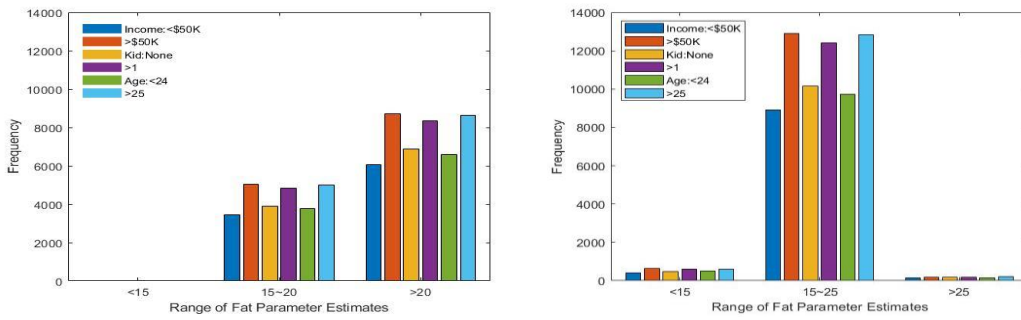 14000
12000
10000
8000
6000
4000
2000
0
Frequency
Income:<$50K
>$50K
Kid:None
>1
Age:<24
>25
<15
15~20
>20
Range of Fat Parameter Estimates
14000
12000
10000
8000
6000
4000
2000
0
Frequency
Income:<$50K
>$50K
Kid:None
>1
Age:<24
>25
<15
15~25
>25
Range of Fat Parameter Estimates